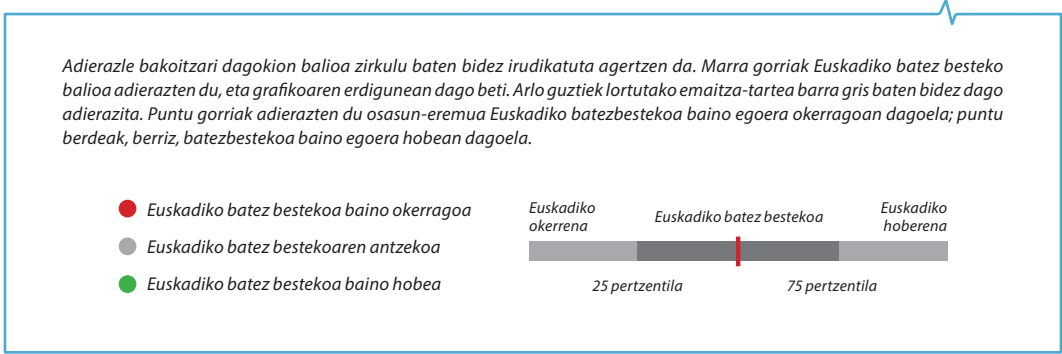 Adierazle bakoitzari dagokion balioa zirkulu baten bidez irudikatuta agertzen da. Marra gorriak Euskadiko batez besteko
balioa adierazten du, eta grafikoaren erdigunean dago beti. Arlo guztiek lortutako emaitza-tartea barra gris baten bidez dago
adierazita. Puntu gorriak adierazten du osasun-eremua Euskadiko batezbestekoa baino egoera okerragoan dagoela; puntu
berdeak, berriz, batezbestekoa baino egoera hobean dagoela.
Euskadiko batez bestekoa baino okerragoa
Euskadiko batez bestekoaren antzekoa
Euskadiko batez bestekoa baino hobea
Euskadiko
okerrena
Euskadiko batez bestekoa
Euskadiko
hoberena
25 pertzentila
75 pertzentila